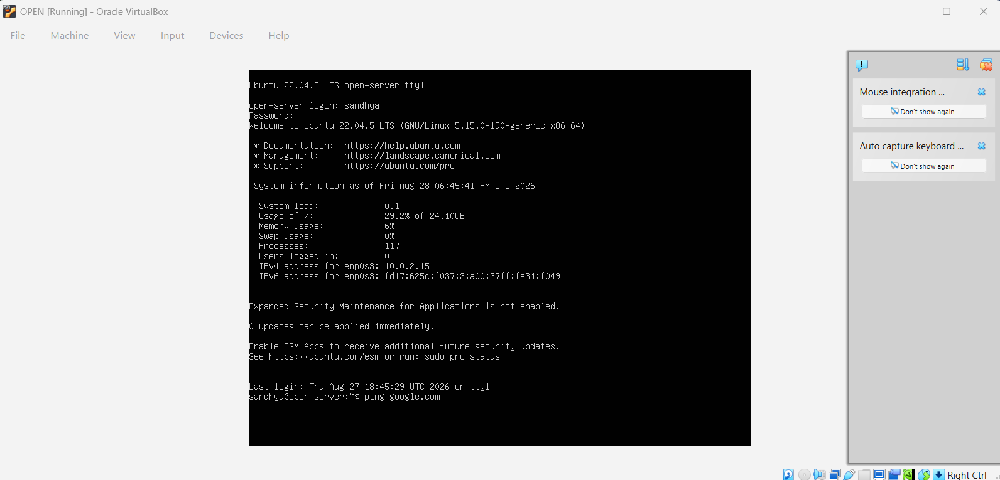 OPEN [Running] - Oracle VirtualBox
File Machine View Input Devices Help
Ubuntu 22.04.5 LTS open-server tty1
open-server login: sandhya
Password:
Welcome to Ubuntu 22.04.5 LTS (GNU/Linux 5.15.0-190-generic x86_64)
* Documentation: https://help.ubuntu.com
* Management: https://landscape.canonical.com
* Support: https://ubuntu.com/pro
System information as of Fri Aug 28 06:45:41 PM UTC 2026
System load: 0.1
Usage of /: 29.2% of 24.10GB
Memory usage: 6%
Swap usage: 0%
Processes: 117
Users logged in: 0
IPv4 address for enp0s3: 10.0.2.15
IPv6 address for enp0s3: fd17:625c:f037:2:a00:27ff:fe34:f049
Expanded Security Maintenance for Applications is not enabled.
0 updates can be applied immediately.
Enable ESM Apps to receive additional future security updates.
See https://ubuntu.com/esm or run: sudo pro status
Last login: Thu Aug 27 18:45:29 UTC 2026 on tty1
sandhya@open-server:~$ ping google.com
Mouse integration ...
Don't show again
Auto capture keyboard ...
Don't show again
Right Ctrl